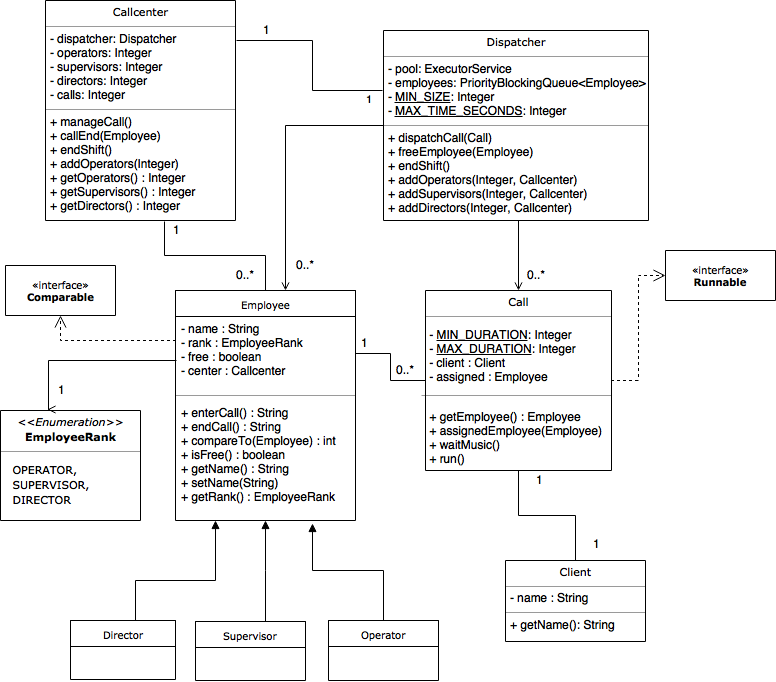 Callcenter
- dispatcher: Dispatcher
- operators: Integer
- supervisors: Integer
- directors: Integer
- calls: Integer
+ manageCall()
+ callEnd(Employee)
+ endShift()
+ addOperators(Integer)
+ getOperators() : Integer
+ getSupervisors() : Integer
+ getDirectors() : Integer
1
1
Dispatcher
- pool: ExecutorService
- employees: PriorityBlockingQueue<Employee>
- MIN_SIZE: Integer
- MAX_TIME_SECONDS: Integer
+ dispatchCall(Call)
+ freeEmployee(Employee)
+ endShift()
+ addOperators(Integer, Callcenter)
+ addSupervisors(Integer, Callcenter)
+ addDirectors(Integer, Callcenter)
1
0..*
0..*
0..*
«interface»
Comparable
«interface»
Runnable
Employee
- name : String
- rank : EmployeeRank
- free : boolean
- center : Callcenter
+ enterCall() : String
+ endCall() : String
+ compareTo(Employee) : int
+ isFree() : boolean
+ getName() : String
+ setName(String)
+ getRank() : EmployeeRank
1
0..*
Call
- MIN_DURATION: Integer
- MAX_DURATION: Integer
- client : Client
- assigned : Employee
+ getEmployee() : Employee
+ assignedEmployee(Employee)
+ waitMusic()
+ run()
1
<<Enumeration>>
EmployeeRank
OPERATOR,
SUPERVISOR,
DIRECTOR
1
1
Client
- name : String
+ getName(): String
Director
Supervisor
Operator